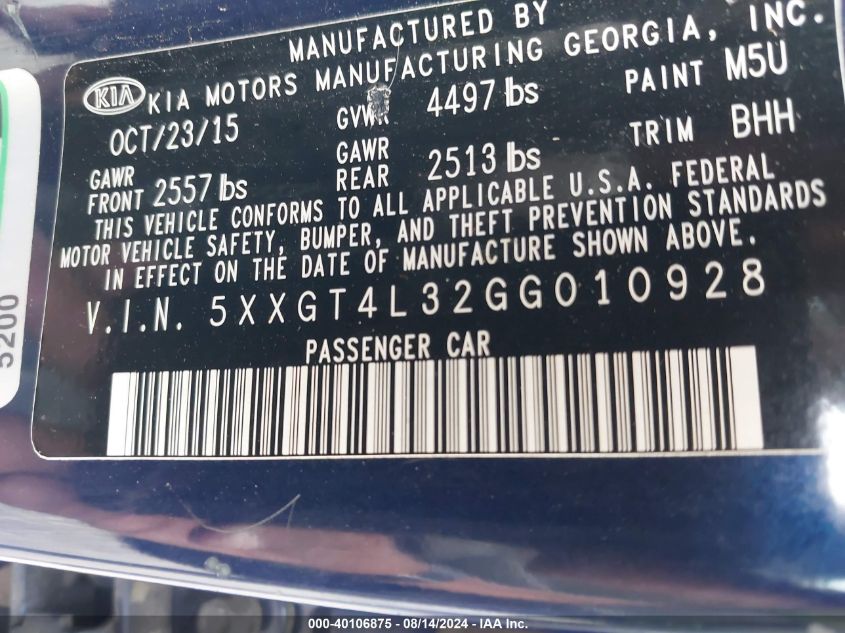 MANUFACTURED BY
KIA KIA MOTORS MANUFACTURING GEORGIA, INC.
OCT/23/15 GVWR 4497 lbs PAINT M5U
GAWR FRONT 2557 lbs GAWR REAR 2513 lbs TRIM BHH
THIS VEHICLE CONFORMS TO ALL APPLICABLE U.S.A. FEDERAL
MOTOR VEHICLE SAFETY, BUMPER, AND THEFT PREVENTION STANDARDS
IN EFFECT ON THE DATE OF MANUFACTURE SHOWN ABOVE.
V.I.N. 5XXGT4L32GG010928
PASSENGER CAR
5200
000-40106875 - 08/14/2024 - IAA Inc.